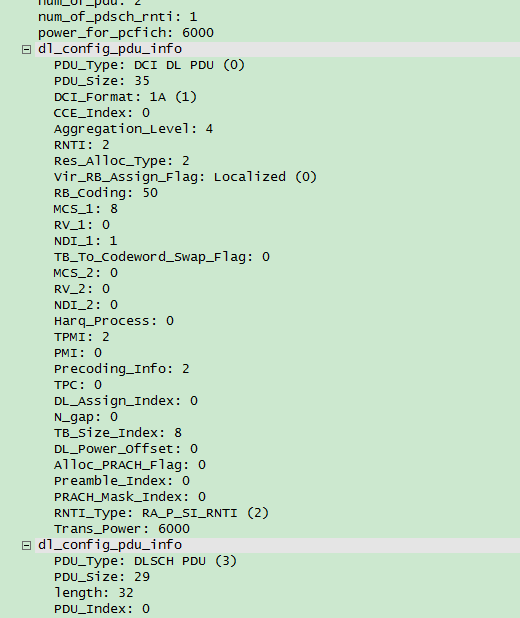 num_of_pdu: 2
num_of_pdsch_rnti: 1
power_for_pcfich: 6000
dl_config_pdu_info
PDU_Type: DCI DL PDU (0)
PDU_Size: 35
DCI_Format: 1A (1)
CCE_Index: 0
Aggregation_Level: 4
RNTI: 2
Res_Alloc_Type: 2
Vir_RB_Assign_Flag: Localized (0)
RB_Coding: 50
MCS_1: 8
RV_1: 0
NDI_1: 1
TB_To_Codeword_Swap_Flag: 0
MCS_2: 0
RV_2: 0
NDI_2: 0
Harq_Process: 0
TPMI: 2
PMI: 0
Precoding_Info: 2
TPC: 0
DL_Assign_Index: 0
N_gap: 0
TB_Size_Index: 8
DL_Power_Offset: 0
Alloc_PRACH_Flag: 0
Preamble_Index: 0
PRACH_Mask_Index: 0
RNTI_Type: RA_P_SI_RNTI (2)
Trans_Power: 6000
dl_config_pdu_info
PDU_Type: DLSCH PDU (3)
PDU_Size: 29
length: 32
PDU_Index: 0